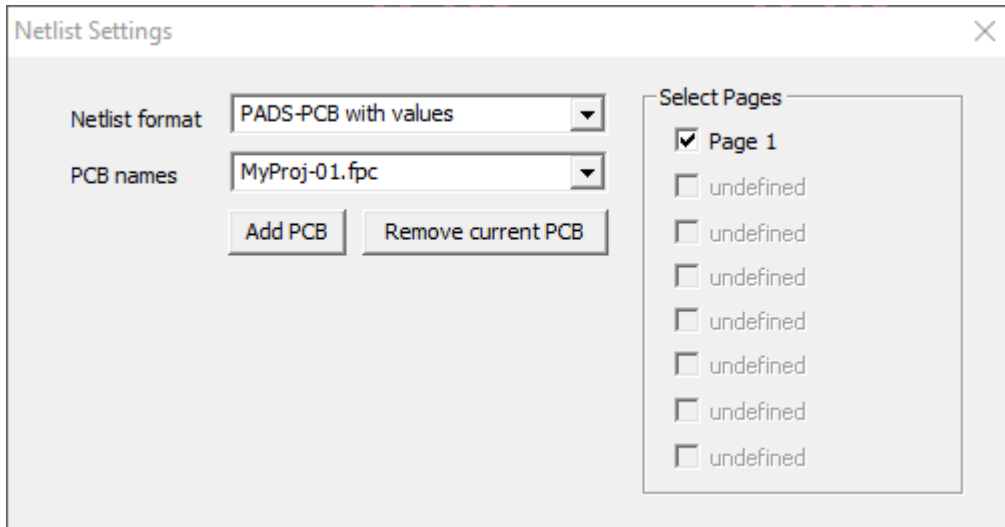 Netlist Settings
Netlist format
PADS-PCB with values
PCB names
MyProj-01.fpc
Add PCB
Remove current PCB
Select Pages
Page 1
undefined
undefined
undefined
undefined
undefined
undefined
undefined